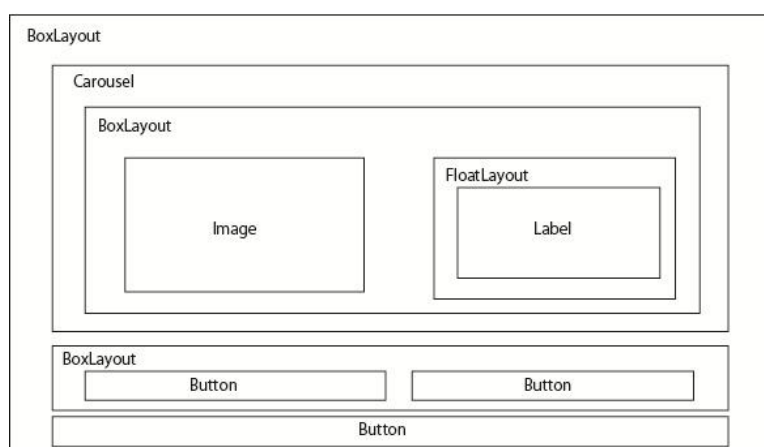 BoxLayout
Carousel
BoxLayout
Image
FloatLayout
Label
BoxLayout
Button
Button
Button